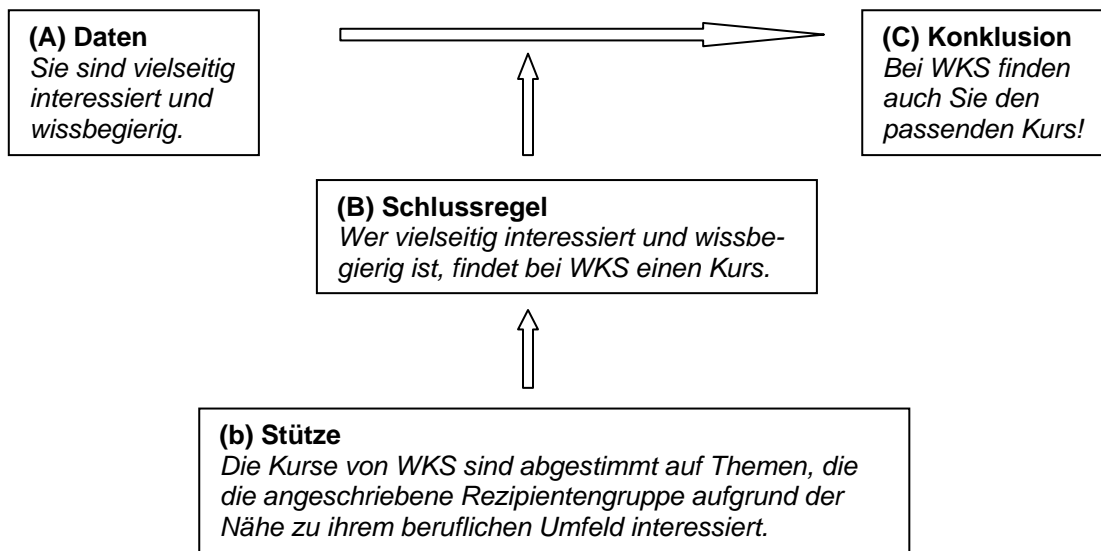 (A) Daten
Sie sind vielseitig
interessiert und
wissbegierig.
(C) Konklusion
Bei WKS finden
auch Sie den
passenden Kurs!
(B) Schlussregel
Wer vielseitig interessiert und wissbe-
gierig ist, findet bei WKS einen Kurs.
(b) Stütze
Die Kurse von WKS sind abgestimmt auf Themen, die
die angeschriebene Rezipientengruppe aufgrund der
Nähe zu ihrem beruflichen Umfeld interessiert.